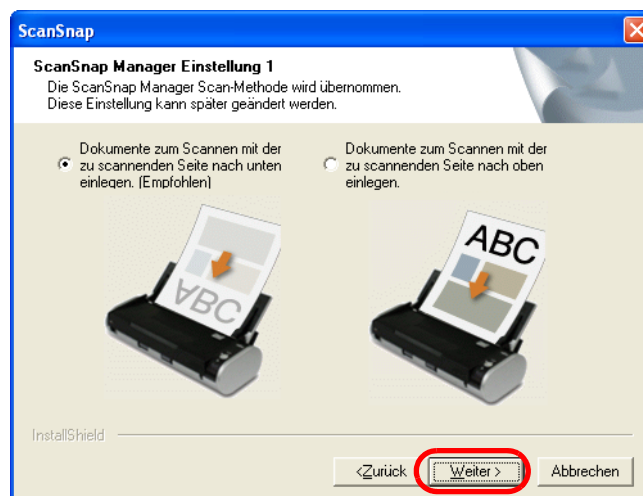 ScanSnap
ScanSnap Manager Einstellung 1
Die ScanSnap Manager Scan-Methode wird übernommen.
Diese Einstellung kann später geändert werden.
Dokumente zum Scannen mit der
zu scannenden Seite nach unten
einlegen. (Empfohlen)
Dokumente zum Scannen mit der
zu scannenden Seite nach oben
einlegen.
ABC
ABC
InstallShield
<Zurück
Weiter >
Abbrechen